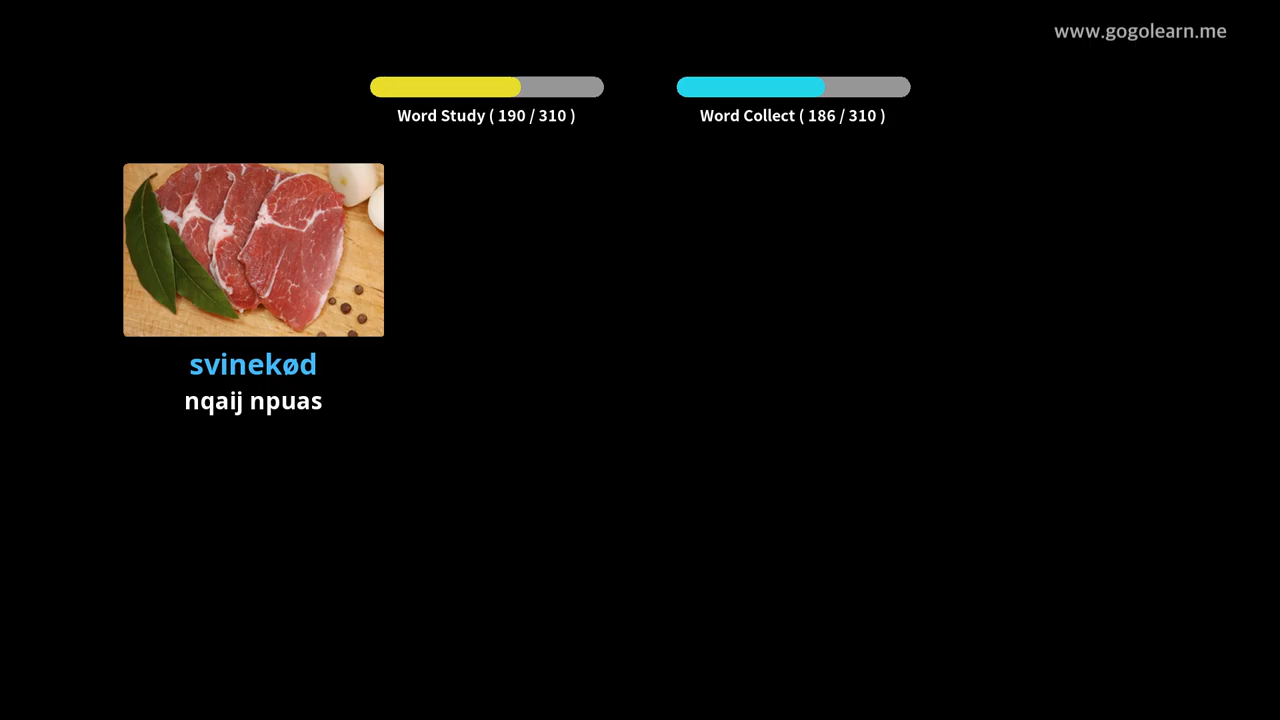 www.gogolearn.me
Word Study ( 190 / 310 )
Word Collect ( 186 / 310 )
svinekød
nqaij npuas